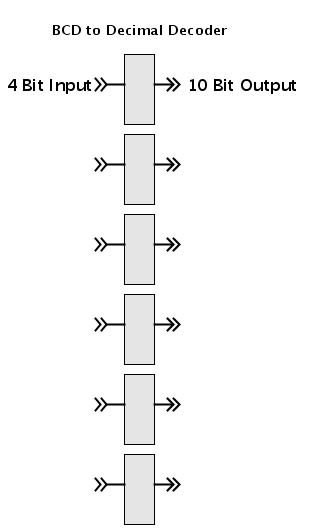 BCD to Decimal Decoder
4 Bit Input
10 Bit Output